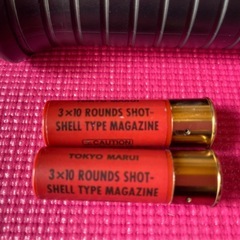 3×10 ROUNDS SHOT-
SHELL TYPE MAGAZINE
CAUTION
TOKYO MARUI
3×10 ROUNDS SHOT-
SHELL TYPE MAGAZINE